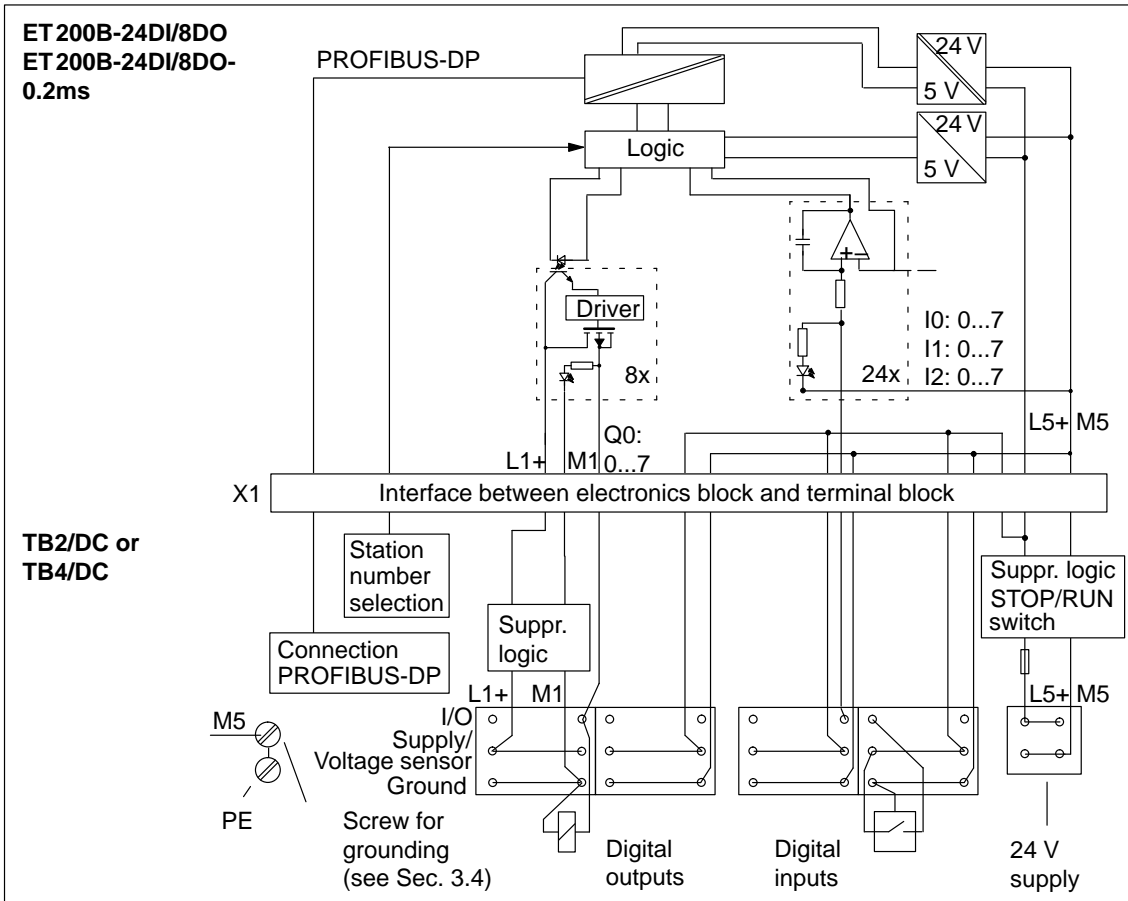 ET 200B-24DI/8DO
ET 200B-24DI/8DO-
0.2ms
PROFIBUS-DP
24 V
5 V
24 V
5 V
Logic
Driver
8x
+
−
24x
I0: 0...7
I1: 0...7
I2: 0...7
L5+ M5
Q0:
L1+ M1 0...7
X1
Interface between electronics block and terminal block
TB2/DC or
TB4/DC
Station
number
selection
Suppr. logic
STOP/RUN
switch
Suppr.
logic
Connection
PROFIBUS-DP
L1+ M1
L5+ M5
M5
I/O
Supply/
Voltage sensor
Ground
PE
Screw for
grounding
(see Sec. 3.4)
Digital
outputs
Digital
inputs
24 V
supply